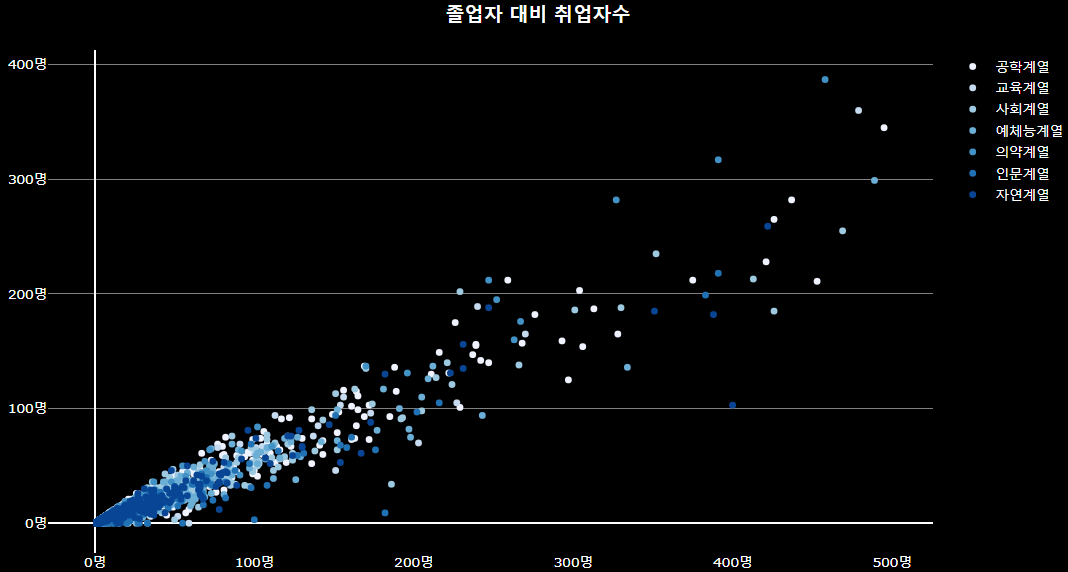 졸업자 대비 취업자수
400명
300명
200명
100명
0명
0명 100명 200명 300명 400명 500명
공학계열
교육계열
사회계열
예체능계열
의약계열
인문계열
자연계열